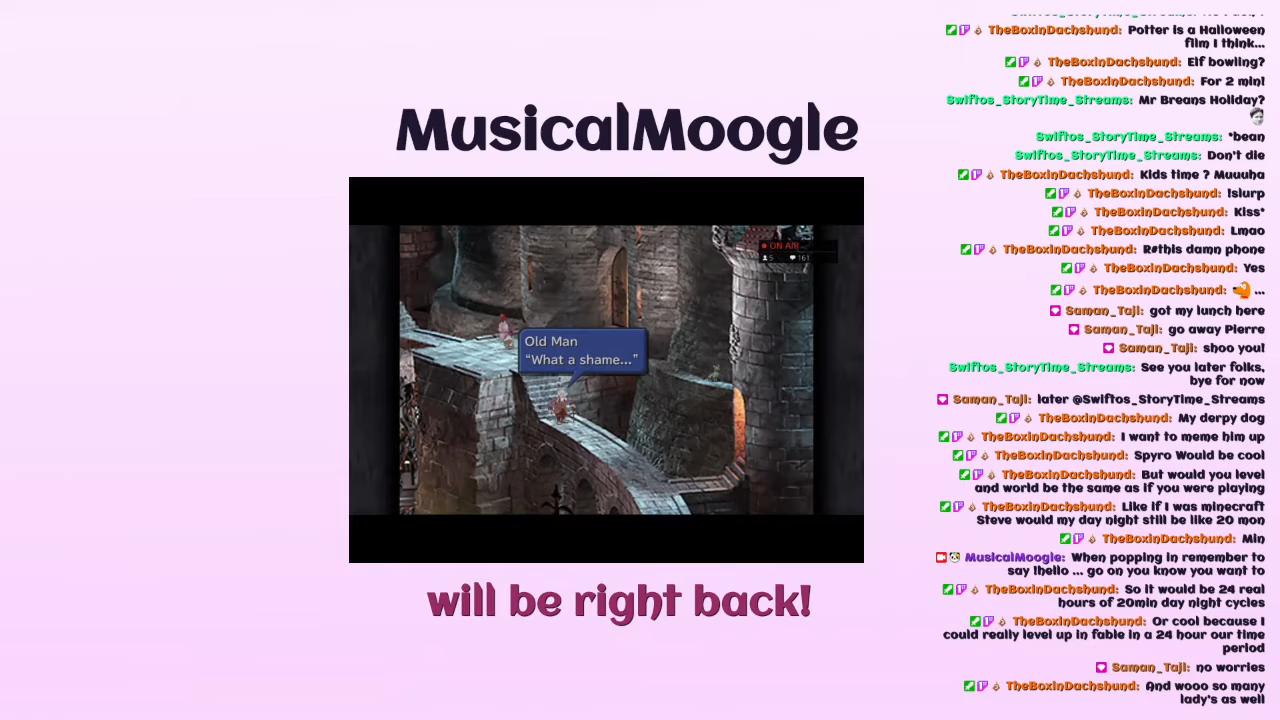 MusicalMoogle
ON AIR
5 161
Old Man
“What a shame...”
will be right back!
TheBoxinDachshund: Potter is a Halloween
film I think...
TheBoxinDachshund: Elf bowling?
TheBoxinDachshund: For 2 min!
Swiftos_StoryTime_Streams: Mr Breans Holiday?
Swiftos_StoryTime_Streams: *bean
Swiftos_StoryTime_Streams: Don't die
TheBoxinDachshund: Kids time ? Muuuha
TheBoxinDachshund: !slurp
TheBoxinDachshund: Kiss*
TheBoxinDachshund: Lmao
TheBoxinDachshund: R#this damn phone
TheBoxinDachshund: Yes
TheBoxinDachshund: ...
Saman_Taji: got my lunch here
Saman_Taji: go away Pierre
Saman_Taji: shoo you!
Swiftos_StoryTime_Streams: See you later folks,
bye for now
Saman_Taji: later @Swiftos_StoryTime_Streams
TheBoxinDachshund: My derpy dog
TheBoxinDachshund: I want to meme him up
TheBoxinDachshund: Spyro Would be cool
TheBoxinDachshund: But would you level
and world be the same as if you were playing
TheBoxinDachshund: Like if I was minecraft
Steve would my day night still be like 20 mon
TheBoxinDachshund: Min
MusicalMoogle: When popping in remember to
say !hello ... go on you know you want to
TheBoxinDachshund: So it would be 24 real
hours of 20min day night cycles
TheBoxinDachshund: Or cool because I
could really level up in fable in a 24 hour our time
period
Saman_Taji: no worries
TheBoxinDachshund: And wooo so many
lady's as well